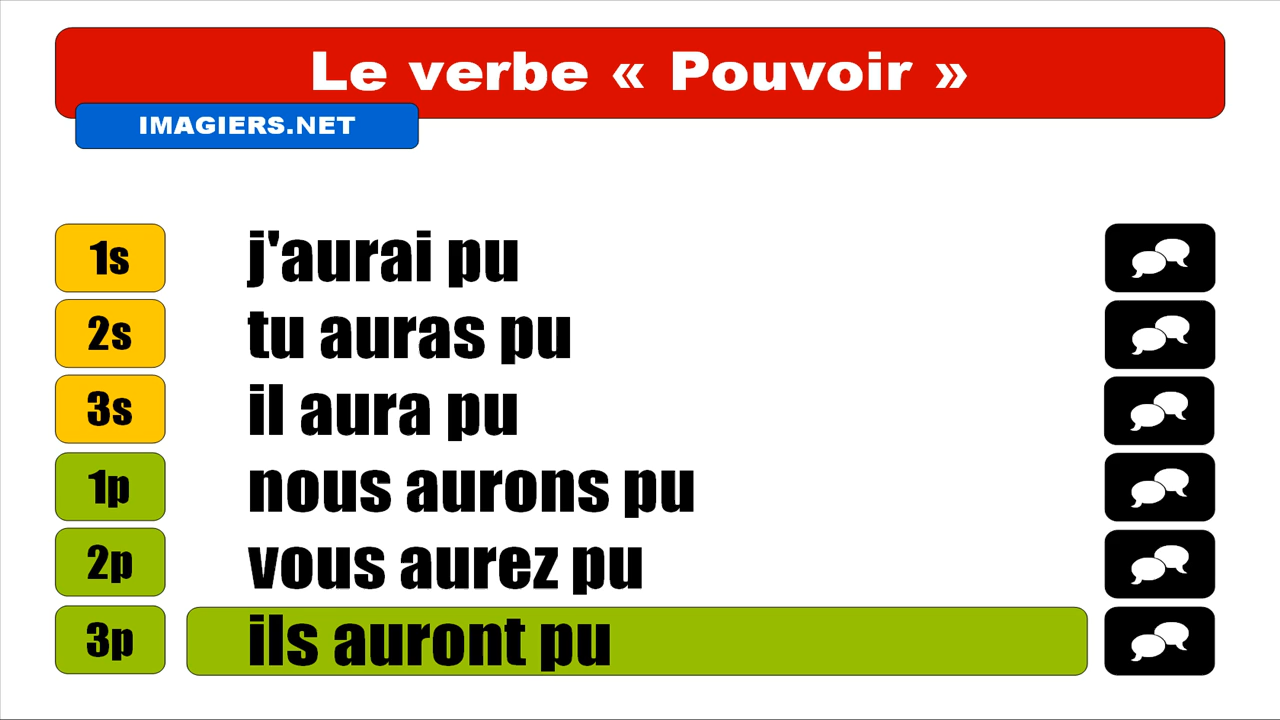 Le verbe « Pouvoir »
IMAGIERS.NET
1s j'aurai pu
2s tu auras pu
3s il aura pu
1p nous aurons pu
2p vous aurez pu
3p ils auront pu